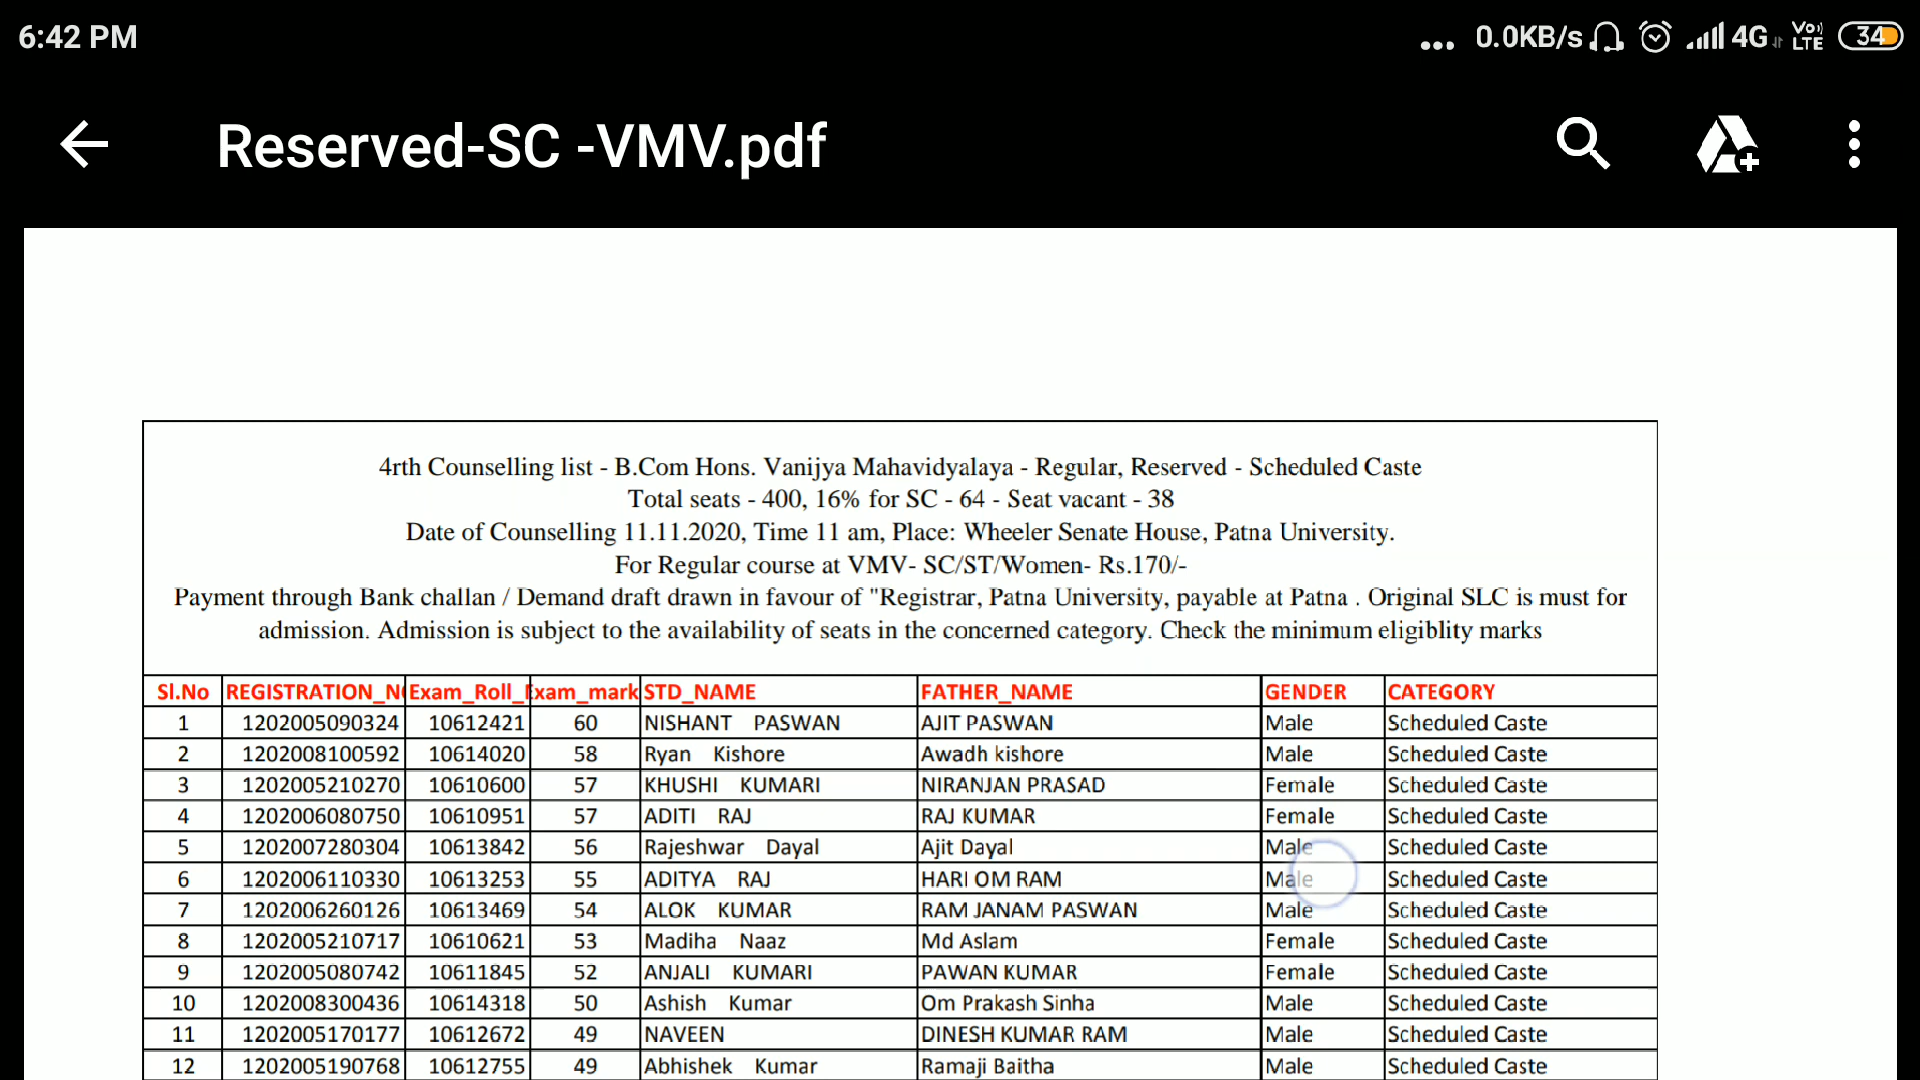 6:42 PM ... 0.0KB/s 4G Vo) LTE 34
Reserved-SC -VMV.pdf
4rth Counselling list - B.Com Hons. Vanijya Mahavidyalaya - Regular, Reserved - Scheduled Caste
Total seats - 400, 16% for SC - 64 - Seat vacant - 38
Date of Counselling 11.11.2020, Time 11 am, Place: Wheeler Senate House, Patna University.
For Regular course at VMV- SC/ST/Women- Rs.170/-
Payment through Bank challan / Demand draft drawn in favour of "Registrar, Patna University, payable at Patna . Original SLC is must for
admission. Admission is subject to the availability of seats in the concerned category. Check the minimum eligiblity marks
Sl.No REGISTRATION_N Exam_Roll_ Exam_mark STD_NAME FATHER_NAME GENDER CATEGORY
1 1202005090324 10612421 60 NISHANT PASWAN AJIT PASWAN Male Scheduled Caste
2 1202008100592 10614020 58 Ryan Kishore Awadh kishore Male Scheduled Caste
3 1202005210270 10610600 57 KHUSHI KUMARI NIRANJAN PRASAD Female Scheduled Caste
4 1202006080750 10610951 57 ADITI RAJ RAJ KUMAR Female Scheduled Caste
5 1202007280304 10613842 56 Rajeshwar Dayal Ajit Dayal Male Scheduled Caste
6 1202006110330 10613253 55 ADITYA RAJ HARI OM RAM Male Scheduled Caste
7 1202006260126 10613469 54 ALOK KUMAR RAM JANAM PASWAN Male Scheduled Caste
8 1202005210717 10610621 53 Madiha Naaz Md Aslam Female Scheduled Caste
9 1202005080742 10611845 52 ANJALI KUMARI PAWAN KUMAR Female Scheduled Caste
10 1202008300436 10614318 50 Ashish Kumar Om Prakash Sinha Male Scheduled Caste
11 1202005170177 10612672 49 NAVEEN DINESH KUMAR RAM Male Scheduled Caste
12 1202005190768 10612755 49 Abhishek Kumar Ramaji Baitha Male Scheduled Caste